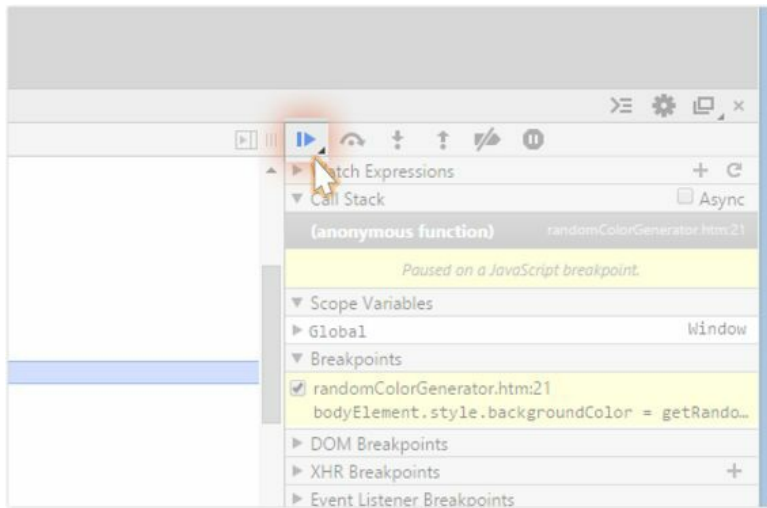 Watch Expressions
Call Stack Async
(anonymous function) randomColorGenerator.htm:21
Paused on a JavaScript breakpoint.
Scope Variables
Global Window
Breakpoints
randomColorGenerator.htm:21
bodyElement.style.backgroundColor = getRando…
DOM Breakpoints
XHR Breakpoints
Event Listener Breakpoints